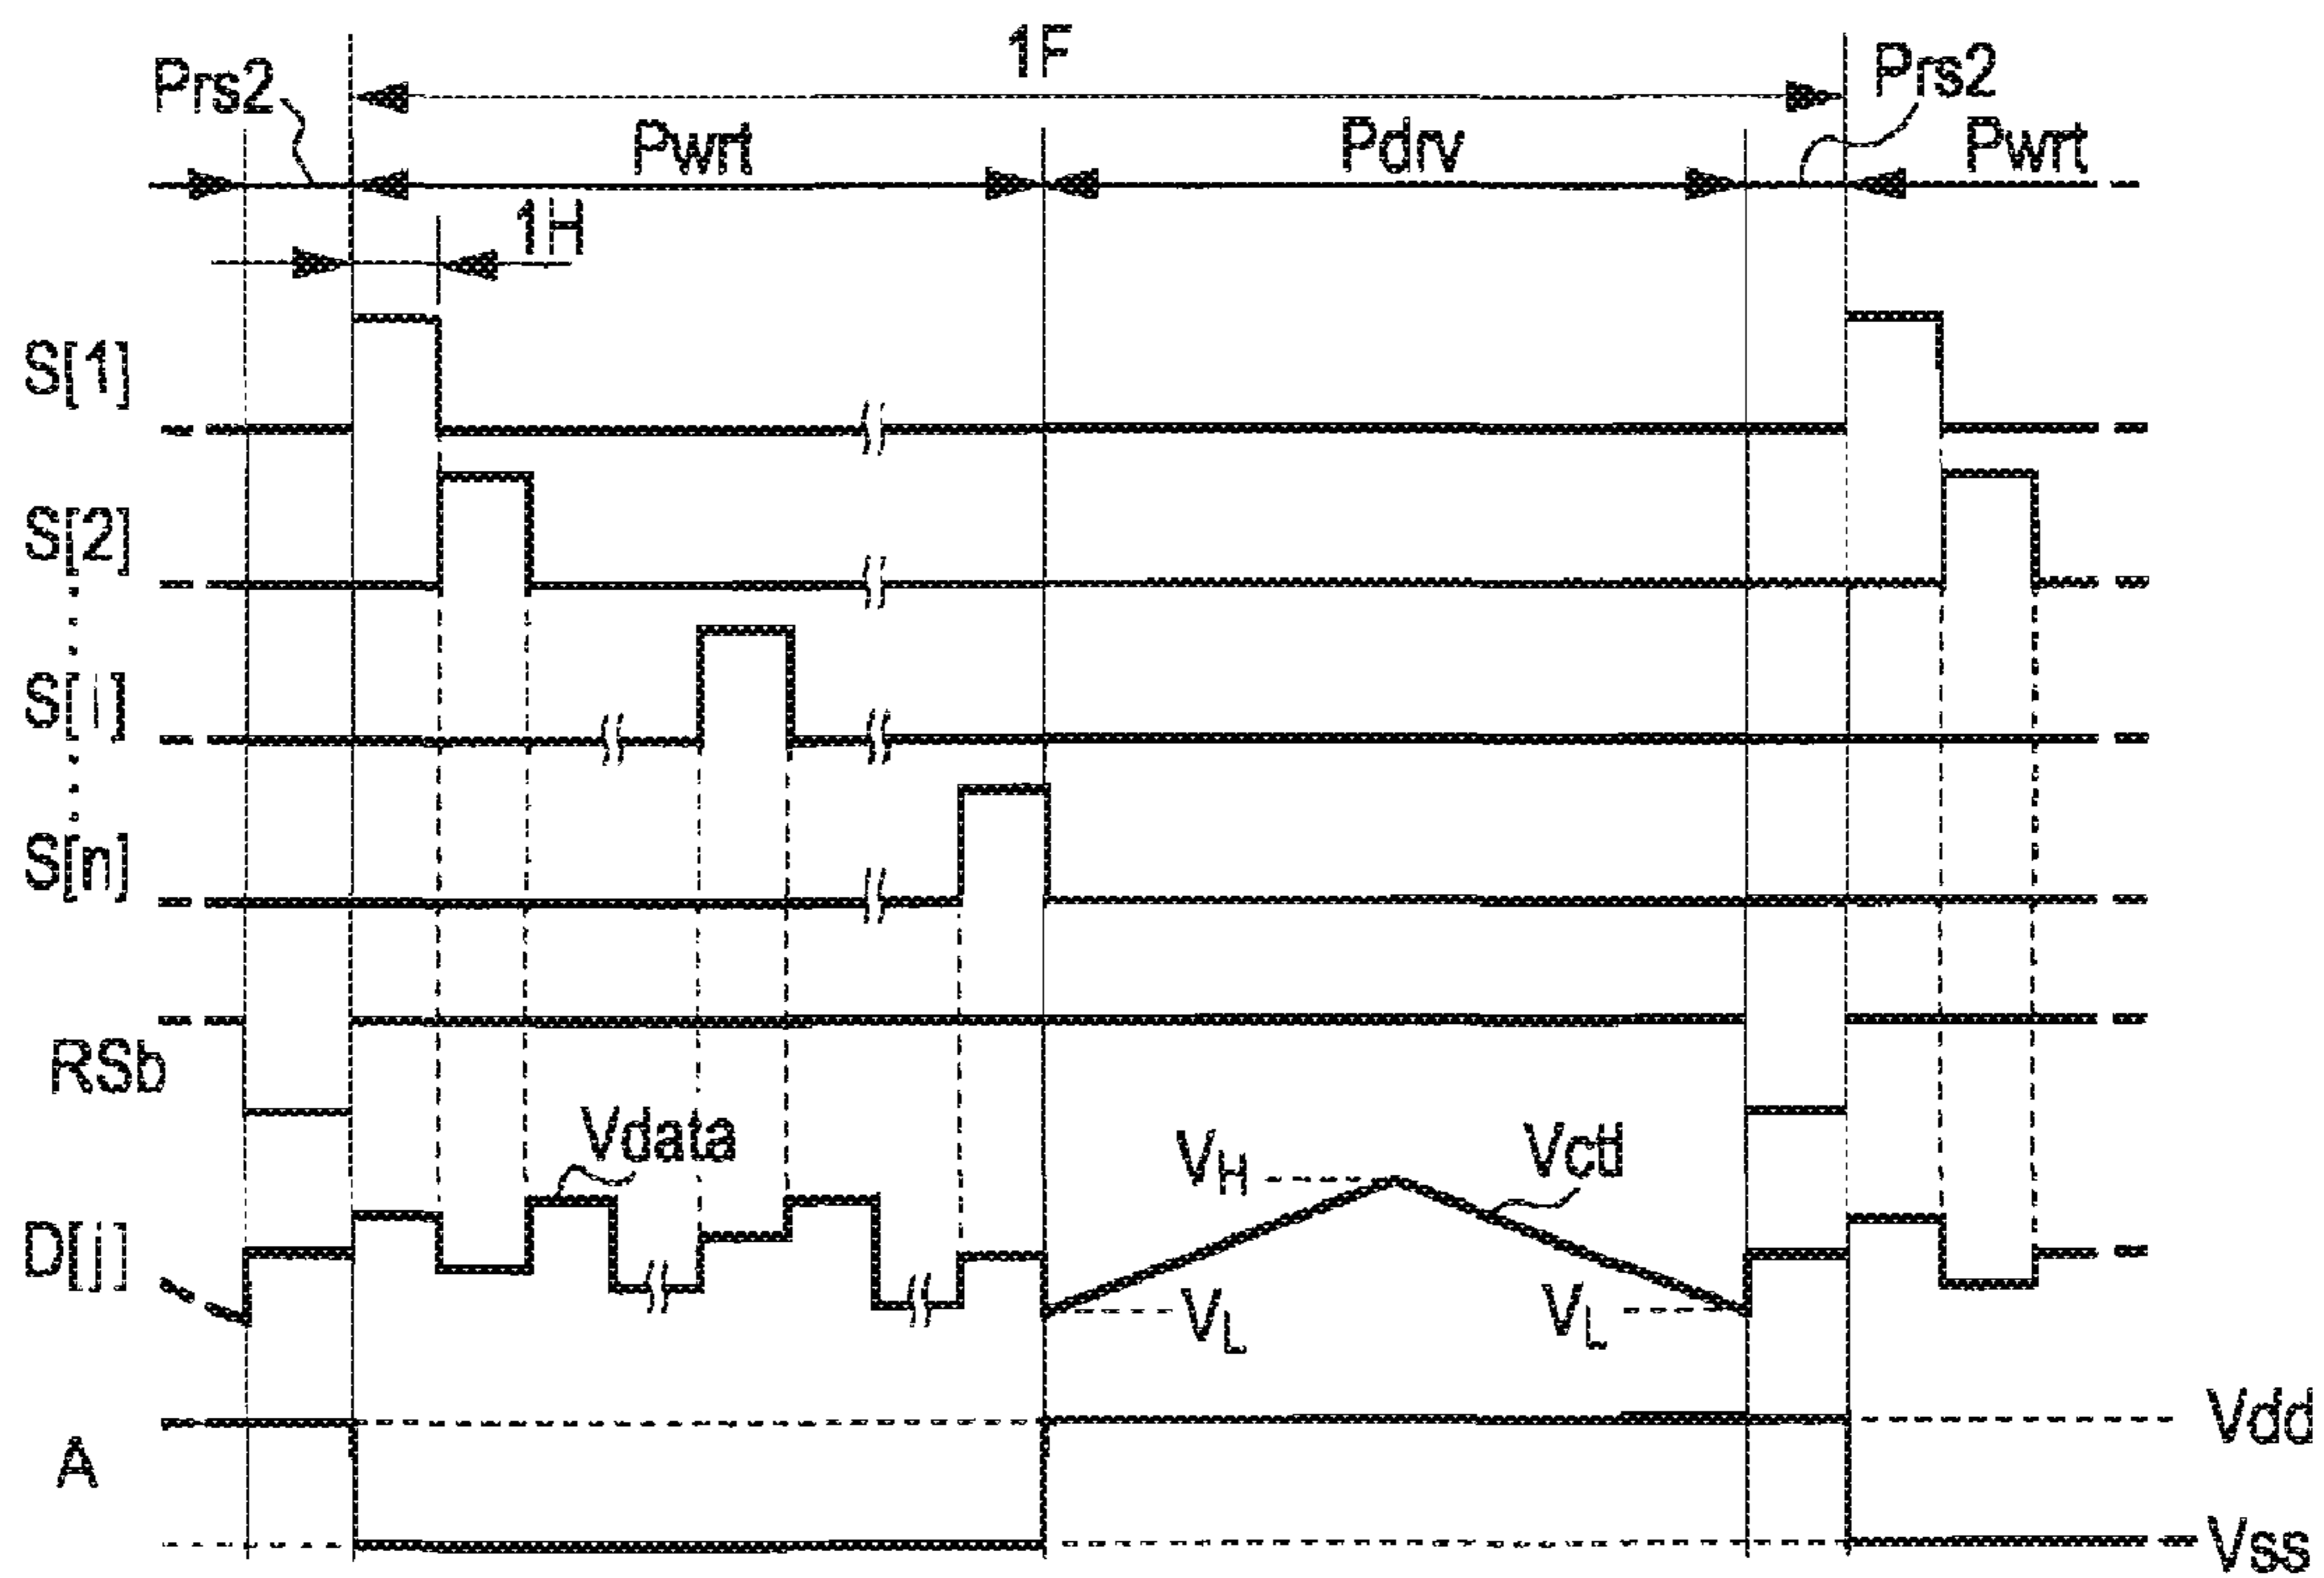 1F
Prs2 Prs2
Pwrt Pdrv Pwrt
1H
S[1]
S[2]
S[i]
S[n]
RSb
Vdata
VH Vctl
D[j]
VL VL
Vdd
A
Vss